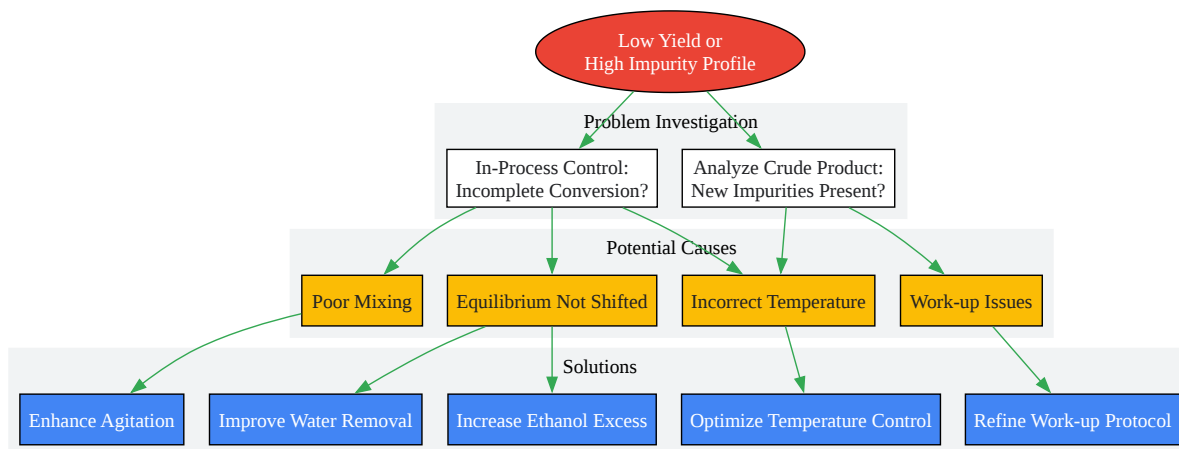 Low Yield or
High Impurity Profile
Problem Investigation
In-Process Control:
Incomplete Conversion?
Analyze Crude Product:
New Impurities Present?
Potential Causes
Poor Mixing
Equilibrium Not Shifted
Incorrect Temperature
Work-up Issues
Solutions
Enhance Agitation
Improve Water Removal
Increase Ethanol Excess
Optimize Temperature Control
Refine Work-up Protocol